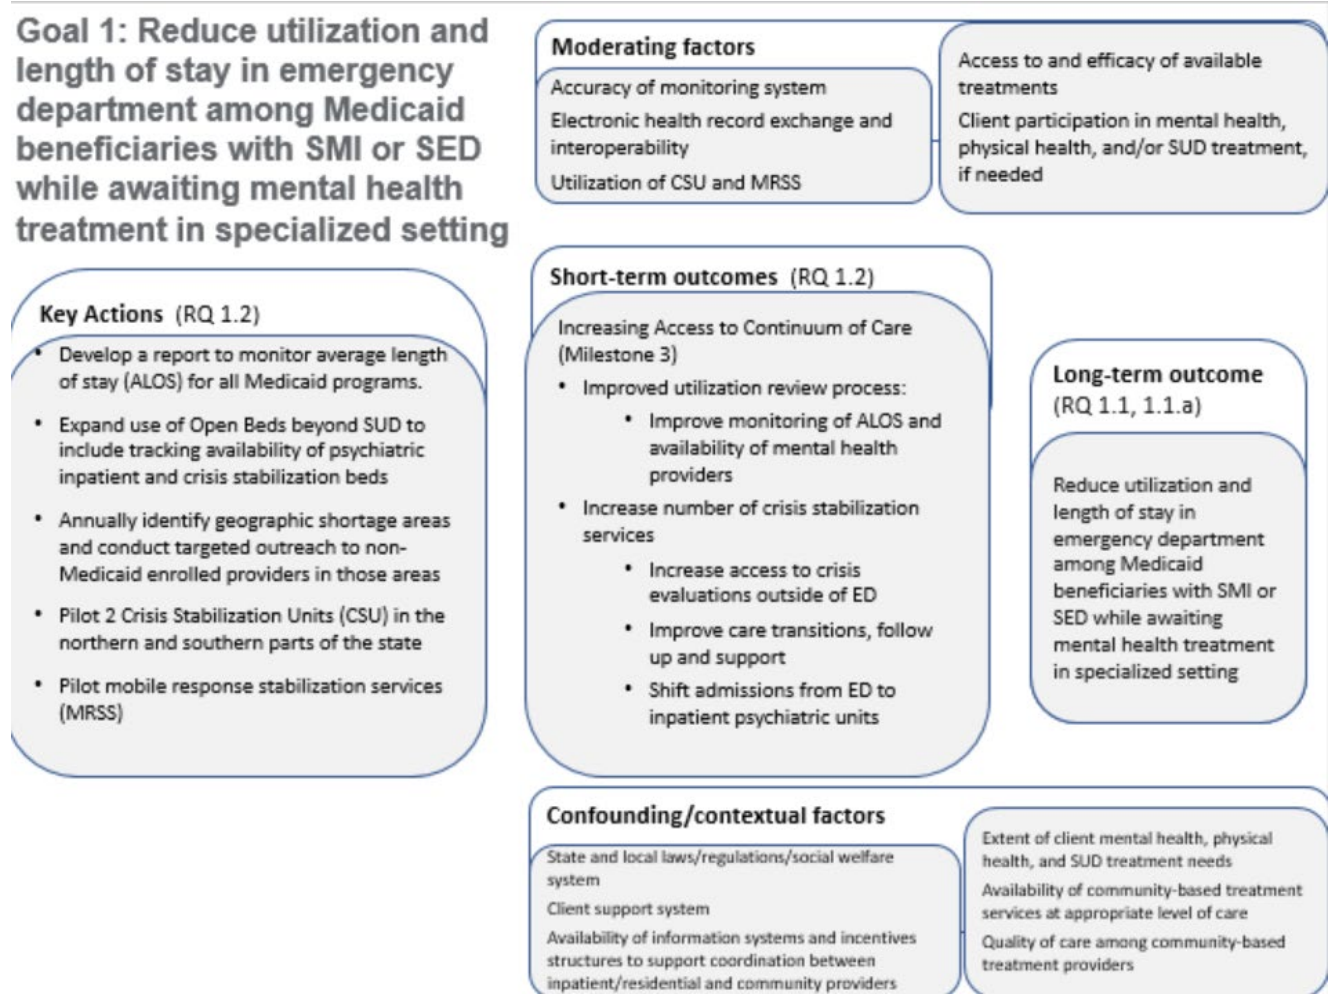 Goal 1: Reduce utilization and
length of stay in emergency
department among Medicaid
beneficiaries with SMI or SED
while awaiting mental health
treatment in specialized setting
Moderating factors
Accuracy of monitoring system
Electronic health record exchange and
interoperability
Utilization of CSU and MRSS
Access to and efficacy of available
treatments
Client participation in mental health,
physical health, and/or SUD treatment,
if needed
Key Actions (RQ 1.2)
• Develop a report to monitor average length
of stay (ALOS) for all Medicaid programs.
• Expand use of Open Beds beyond SUD to
include tracking availability of psychiatric
inpatient and crisis stabilization beds
• Annually identify geographic shortage areas
and conduct targeted outreach to non-
Medicaid enrolled providers in those areas
• Pilot 2 Crisis Stabilization Units (CSU) in the
northern and southern parts of the state
• Pilot mobile response stabilization services
(MRSS)
Short-term outcomes (RQ 1.2)
Increasing Access to Continuum of Care
(Milestone 3)
• Improved utilization review process:
• Improve monitoring of ALOS and
availability of mental health
providers
• Increase number of crisis stabilization
services
• Increase access to crisis
evaluations outside of ED
• Improve care transitions, follow
up and support
• Shift admissions from ED to
inpatient psychiatric units
Long-term outcome
(RQ 1.1, 1.1.a)
Reduce utilization and
length of stay in
emergency department
among Medicaid
beneficiaries with SMI or
SED while awaiting
mental health treatment
in specialized setting
Confounding/contextual factors
State and local laws/regulations/social welfare
system
Client support system
Availability of information systems and incentives
structures to support coordination between
inpatient/residential and community providers
Extent of client mental health, physical
health, and SUD treatment needs
Availability of community-based treatment
services at appropriate level of care
Quality of care among community-based
treatment providers